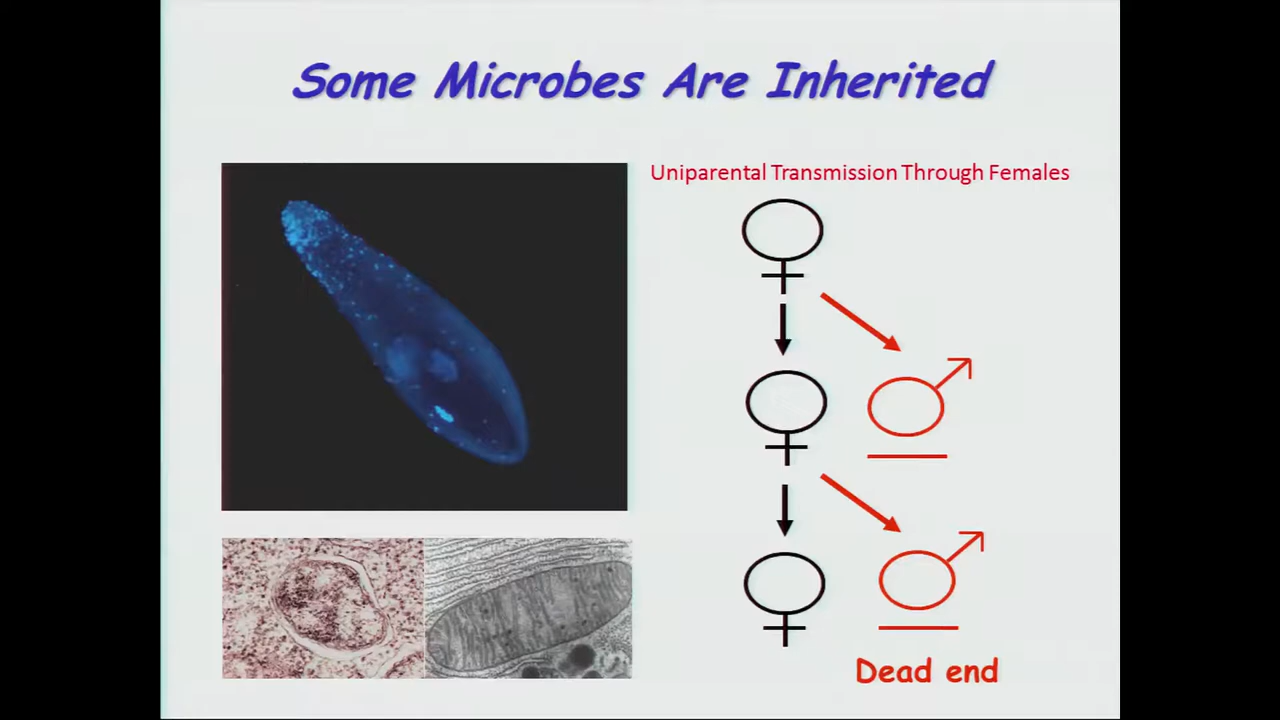 Some Microbes Are Inherited
Uniparental Transmission Through Females
Dead end